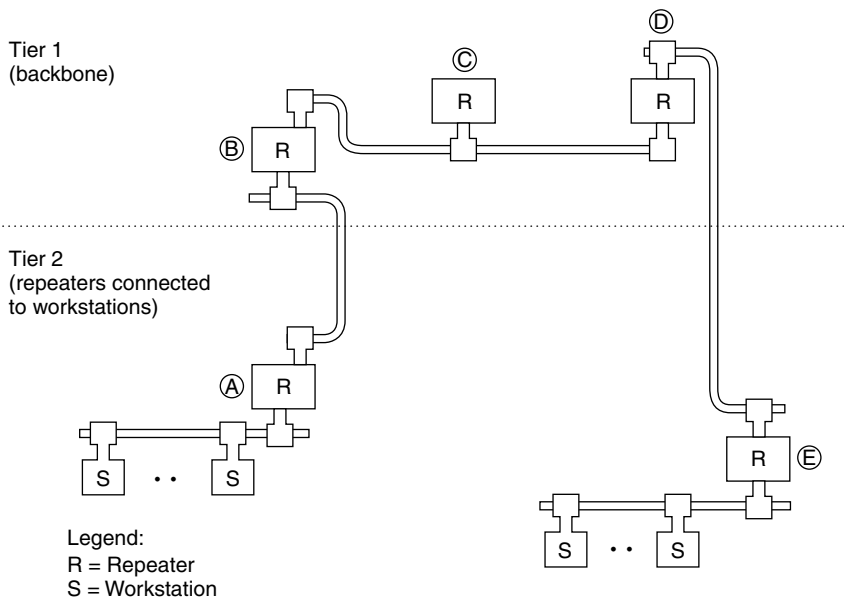 Tier 1
(backbone)
Ⓓ
Ⓒ
R
R
Ⓑ
R
Tier 2
(repeaters connected
to workstations)
Ⓐ
R
S
• •
S
R
Ⓔ
S
• •
S
Legend:
R = Repeater
S = Workstation